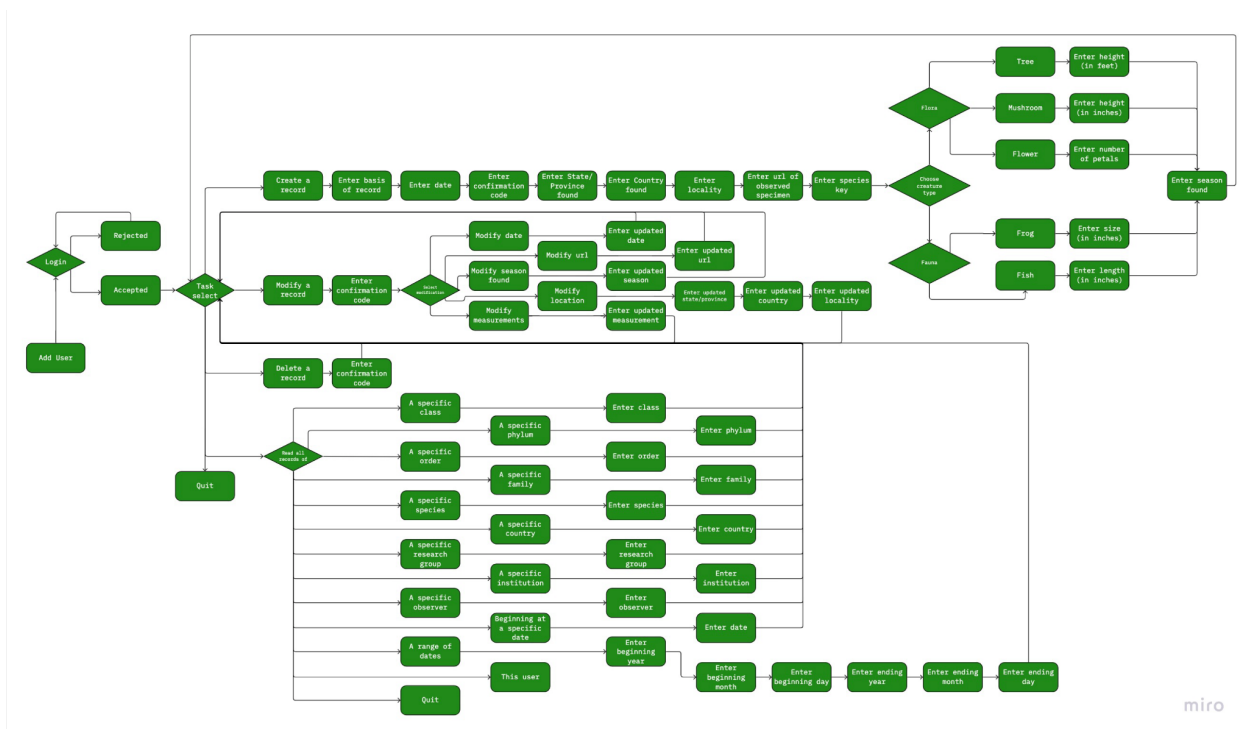 Tree
Enter height
(in feet)
Flora
Mushroom
Enter height
(in inches)
Flower
Enter number
of petals
Create a
record
Enter basis
of record
Enter date
Enter
confirmation
code
Enter State/
Province
found
Enter Country
found
Enter
locality
Enter url of
observed
specimen
Enter species
key
Choose
creature
type
Enter season
found
Rejected
Login
Accepted
Add User
Task
select
Modify a
record
Enter
confirmation
code
Select
modification
Modify date
Enter updated
date
Modify url
Enter updated
url
Modify season
found
Enter updated
season
Modify
location
Enter updated
state/province
Enter updated
country
Enter updated
locality
Modify
measurements
Enter updated
measurement
Fauna
Frog
Enter size
(in inches)
Fish
Enter length
(in inches)
Delete a
record
Enter
confirmation
code
Read all
records of
Quit
A specific
class
Enter class
A specific
phylum
Enter phylum
A specific
order
Enter order
A specific
family
Enter family
A specific
species
Enter species
A specific
country
Enter country
A specific
research
group
Enter
research
group
A specific
institution
Enter
institution
A specific
observer
Enter
observer
Beginning at
a specific
date
Enter date
A range of
dates
Enter
beginning
year
Enter
beginning
month
Enter
beginning day
Enter ending
year
Enter ending
month
Enter ending
day
This user
Quit
miro